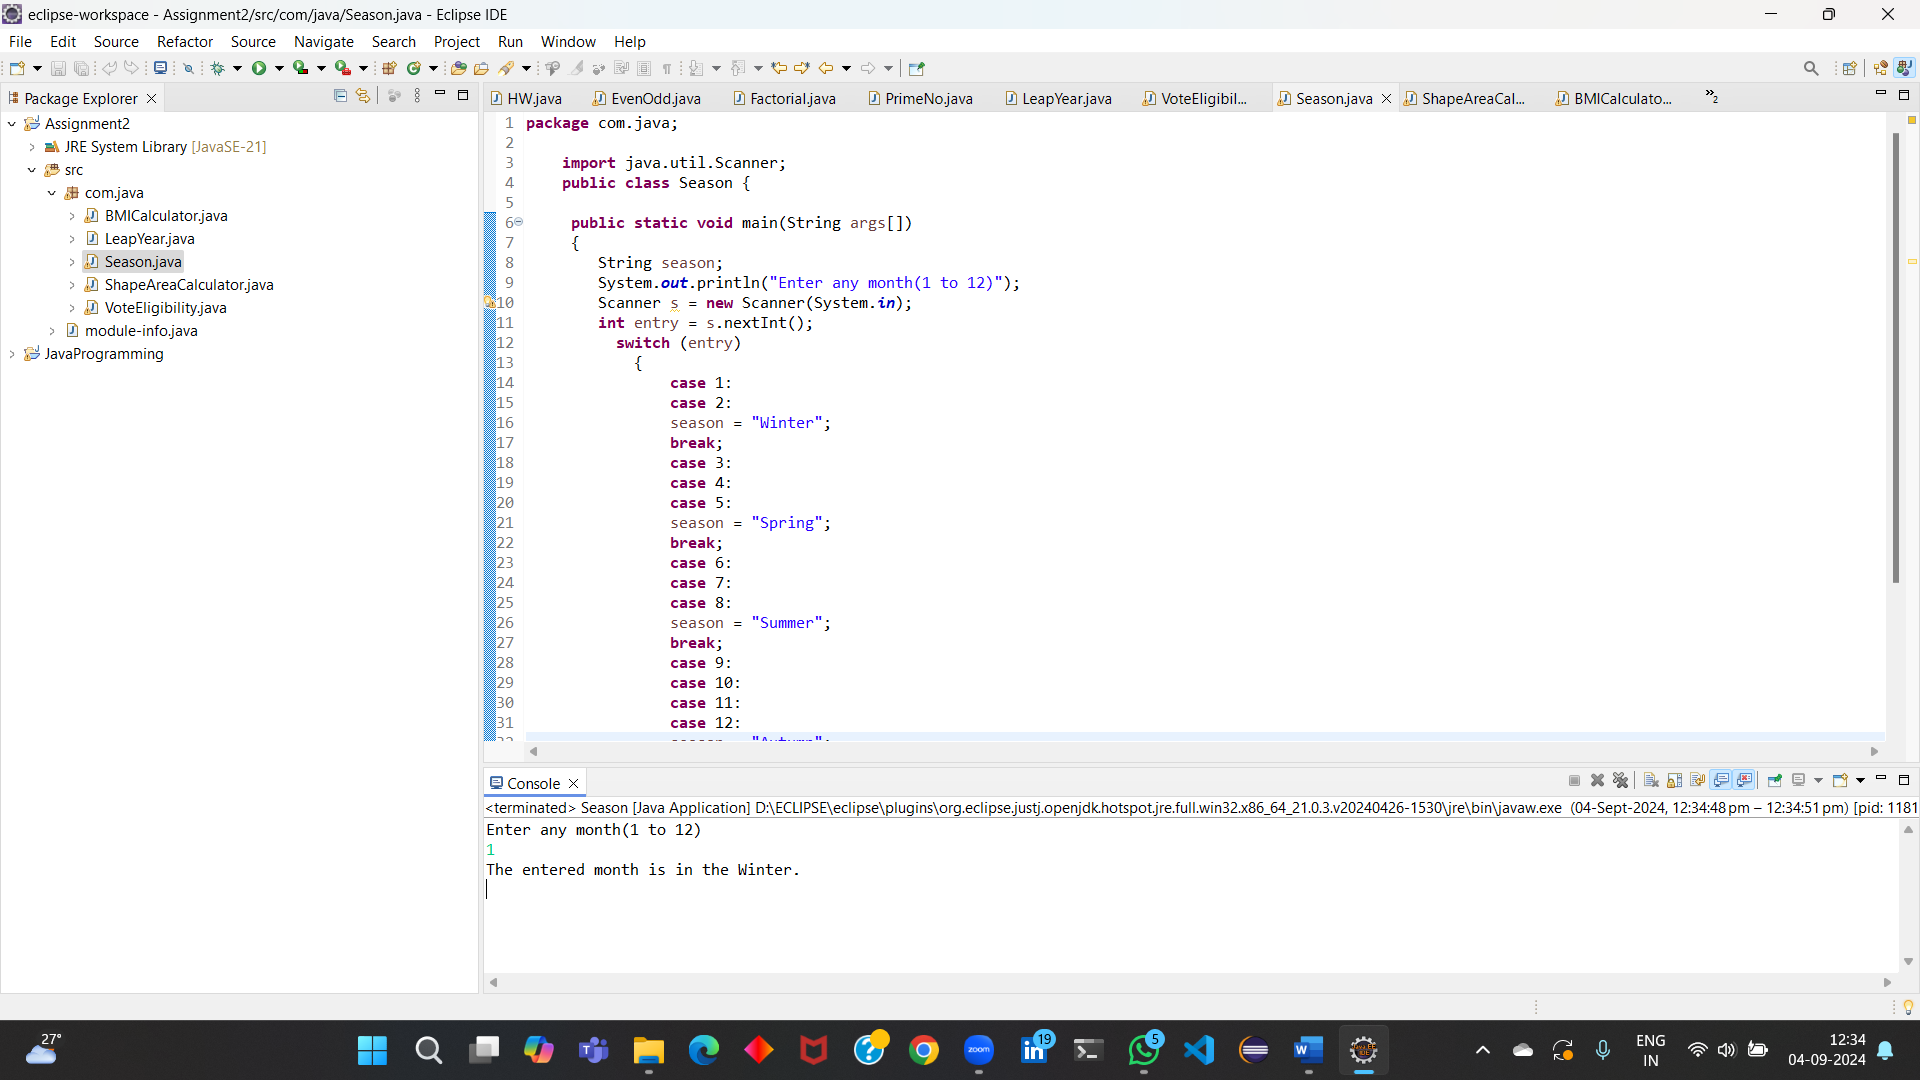 eclipse-workspace - Assignment2/src/com/java/Season.java - Eclipse IDE
File Edit Source Refactor Source Navigate Search Project Run Window Help
Package Explorer
HW.java EvenOdd.java Factorial.java PrimeNo.java LeapYear.java VoteEligibil... Season.java ShapeAreaCal... BMICalculato... »2
Assignment2
JRE System Library [JavaSE-21]
src
com.java
BMICalculator.java
LeapYear.java
Season.java
ShapeAreaCalculator.java
VoteEligibility.java
module-info.java
JavaProgramming
1 package com.java;
2
3 import java.util.Scanner;
4 public class Season {
5
6 public static void main(String args[])
7 {
8 String season;
9 System.out.println("Enter any month(1 to 12)");
10 Scanner s = new Scanner(System.in);
11 int entry = s.nextInt();
12 switch (entry)
13 {
14 case 1:
15 case 2:
16 season = "Winter";
17 break;
18 case 3:
19 case 4:
20 case 5:
21 season = "Spring";
22 break;
23 case 6:
24 case 7:
25 case 8:
26 season = "Summer";
27 break;
28 case 9:
29 case 10:
30 case 11:
31 case 12:
32 season = "Autumn";
Console
<terminated> Season [Java Application] D:\ECLIPSE\eclipse\plugins\org.eclipse.justj.openjdk.hotspot.jre.full.win32.x86_64_21.0.3.v20240426-1530\jre\bin\javaw.exe (04-Sept-2024, 12:34:48 pm – 12:34:51 pm) [pid: 1181
Enter any month(1 to 12)
1
The entered month is in the Winter.
27°
zoom
19
5
ENG
IN
12:34
04-09-2024